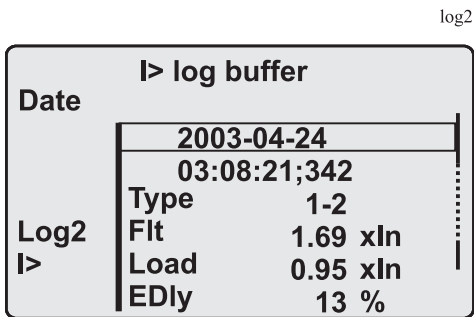 log2
I> log buffer
Date
2003-04-24
03:08:21;342
Type 1-2
Log2 Flt 1.69 xIn
I> Load 0.95 xIn
EDly 13 %